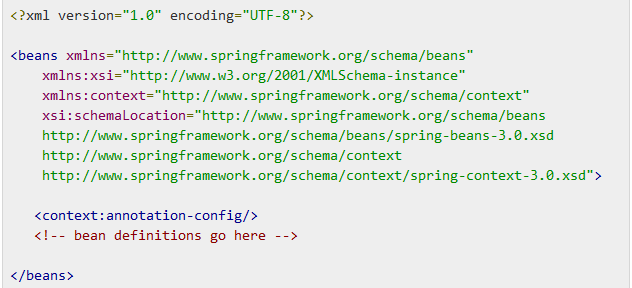 <?xml version="1.0" encoding="UTF-8"?>
<beans xmlns="http://www.springframework.org/schema/beans"
xmlns:xsi="http://www.w3.org/2001/XMLSchema-instance"
xmlns:context="http://www.springframework.org/schema/context"
xsi:schemaLocation="http://www.springframework.org/schema/beans
http://www.springframework.org/schema/beans/spring-beans-3.0.xsd
http://www.springframework.org/schema/context
http://www.springframework.org/schema/context/spring-context-3.0.xsd">
<context:annotation-config/>
<!-- bean definitions go here -->
</beans>